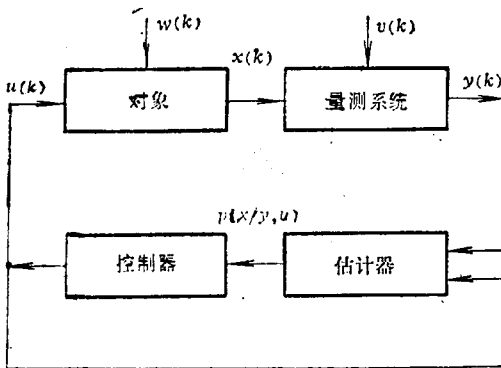 w(k)
v(k)
u(k)
x(k)
y(k)
对象
量测系统
p(x/y,u)
控制器
估计器